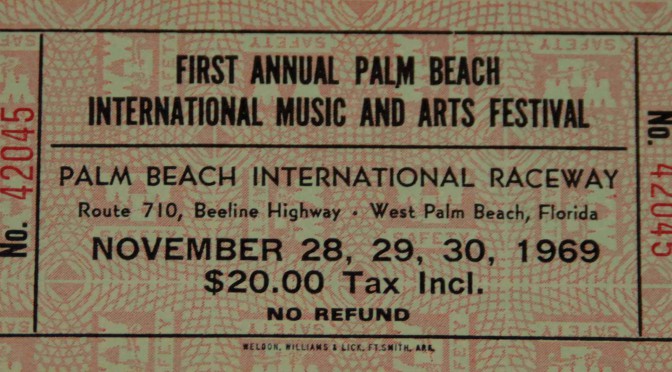 FIRST ANNUAL PALM BEACH
INTERNATIONAL MUSIC AND ARTS FESTIVAL
PALM BEACH INTERNATIONAL RACEWAY
Route 710, Beeline Highway · West Palm Beach, Florida
NOVEMBER 28, 29, 30, 1969
$20.00 Tax Incl.
NO REFUND
WELDON, WILLIAMS & LICK, FT. SMITH, ARK.
No. 42045
No. 42045
SAFETY